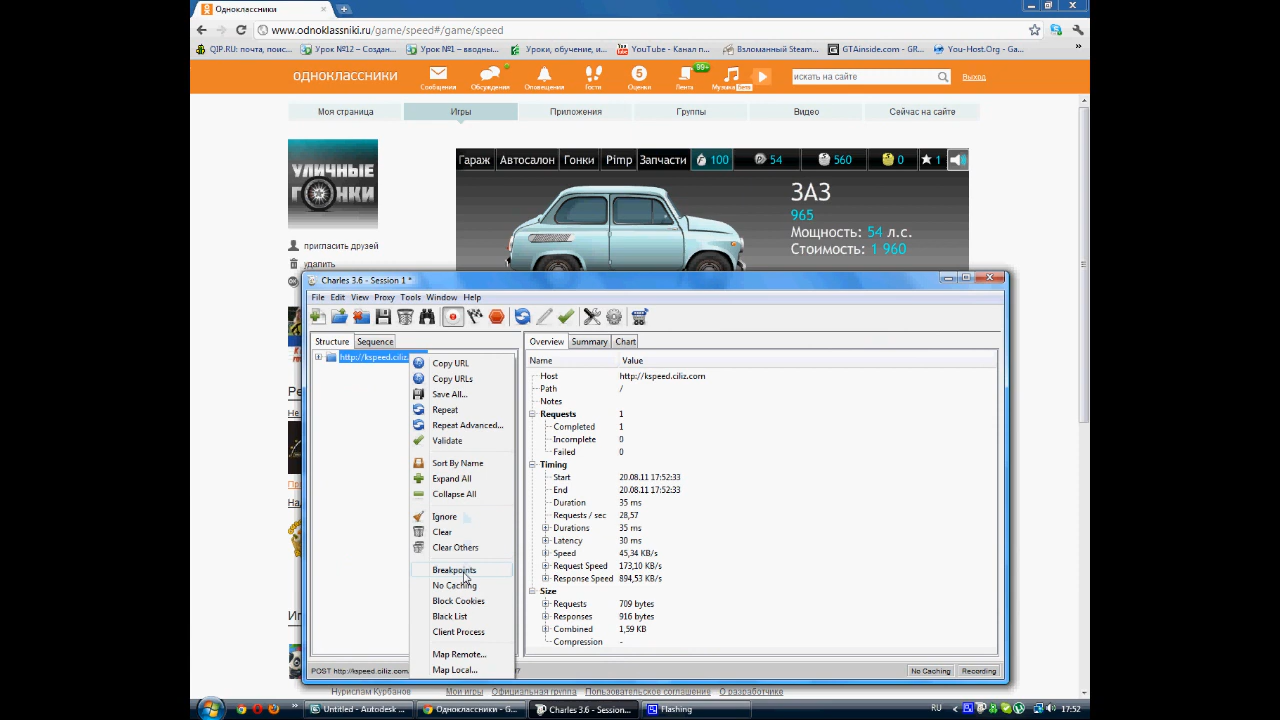 Одноклассники
www.odnoklassniki.ru/game/speed#/game/speed
QIP.RU: почта, поис...
Урок №12 – Создан...
Урок №1 – вводны...
Уроки, обучение, и...
YouTube - Канал п...
Взломанный Steam...
GTAinside.com - GR...
You-Host.Org - Ga...
»
одноклассники
Сообщения
Обсуждения
Оповещения
Гости
5
Оценки
99+
Лента
Музыка
beta
искать на сайте
Выход
Моя страница
Игры
Приложения
Группы
Видео
Сейчас на сайте
УЛИЧНЫЕ
ГОНКИ
пригласить друзей
удалить
Гараж
Автосалон
Гонки
Pimp
Запчасти
100
54
560
0
1
ЗАЗ
965
Мощность: 54 л.с.
Стоимость: 1 960
Charles 3.6 - Session 1 *
File Edit View Proxy Tools Window Help
Structure
Sequence
http://kspeed.ciliz.
Copy URL
Copy URLs
Save All...
Repeat
Repeat Advanced...
Validate
Sort By Name
Expand All
Collapse All
Ignore
Clear
Clear Others
Breakpoints
No Caching
Block Cookies
Black List
Client Process
Map Remote...
Map Local...
Overview
Summary
Chart
Name Value
Host http://kspeed.ciliz.com
Path /
Notes
Requests 1
Completed 1
Incomplete 0
Failed 0
Timing
Start 20.08.11 17:52:33
End 20.08.11 17:52:33
Duration 35 ms
Requests / sec 28,57
Durations 35 ms
Latency 30 ms
Speed 45,34 KB/s
Request Speed 173,10 KB/s
Response Speed 894,53 KB/s
Size
Requests 709 bytes
Responses 916 bytes
Combined 1,59 KB
Compression -
POST http://kspeed.ciliz.com
No Caching
Recording
Нурислам Курбанов
Мои игры
Официальная группа
Пользовательское соглашение
О разработчике
Untitled - Autodesk ...
Одноклассники - G...
Charles 3.6 - Session...
Flashing
RU
17:52